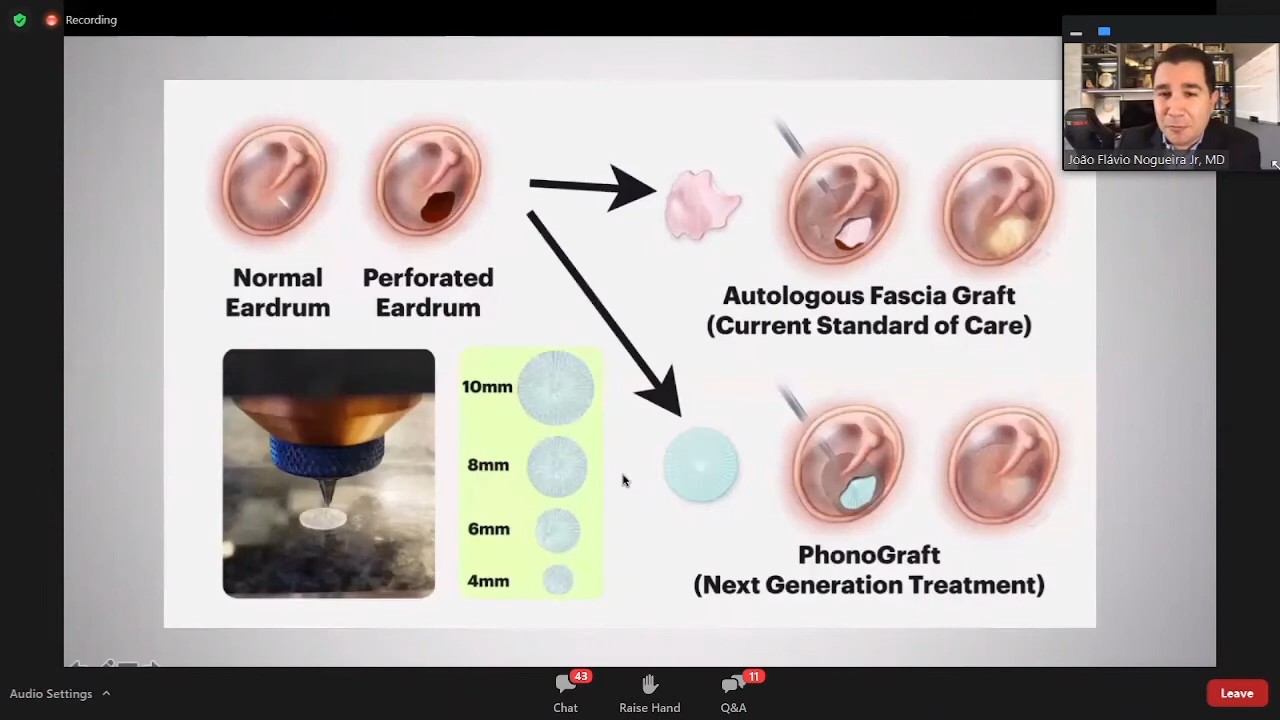 Recording
João Flávio Nogueira Jr, MD
Normal
Eardrum
Perforated
Eardrum
Autologous Fascia Graft
(Current Standard of Care)
10mm
8mm
6mm
4mm
PhonoGraft
(Next Generation Treatment)
Audio Settings
43
Chat
Raise Hand
11
Q&A
Leave